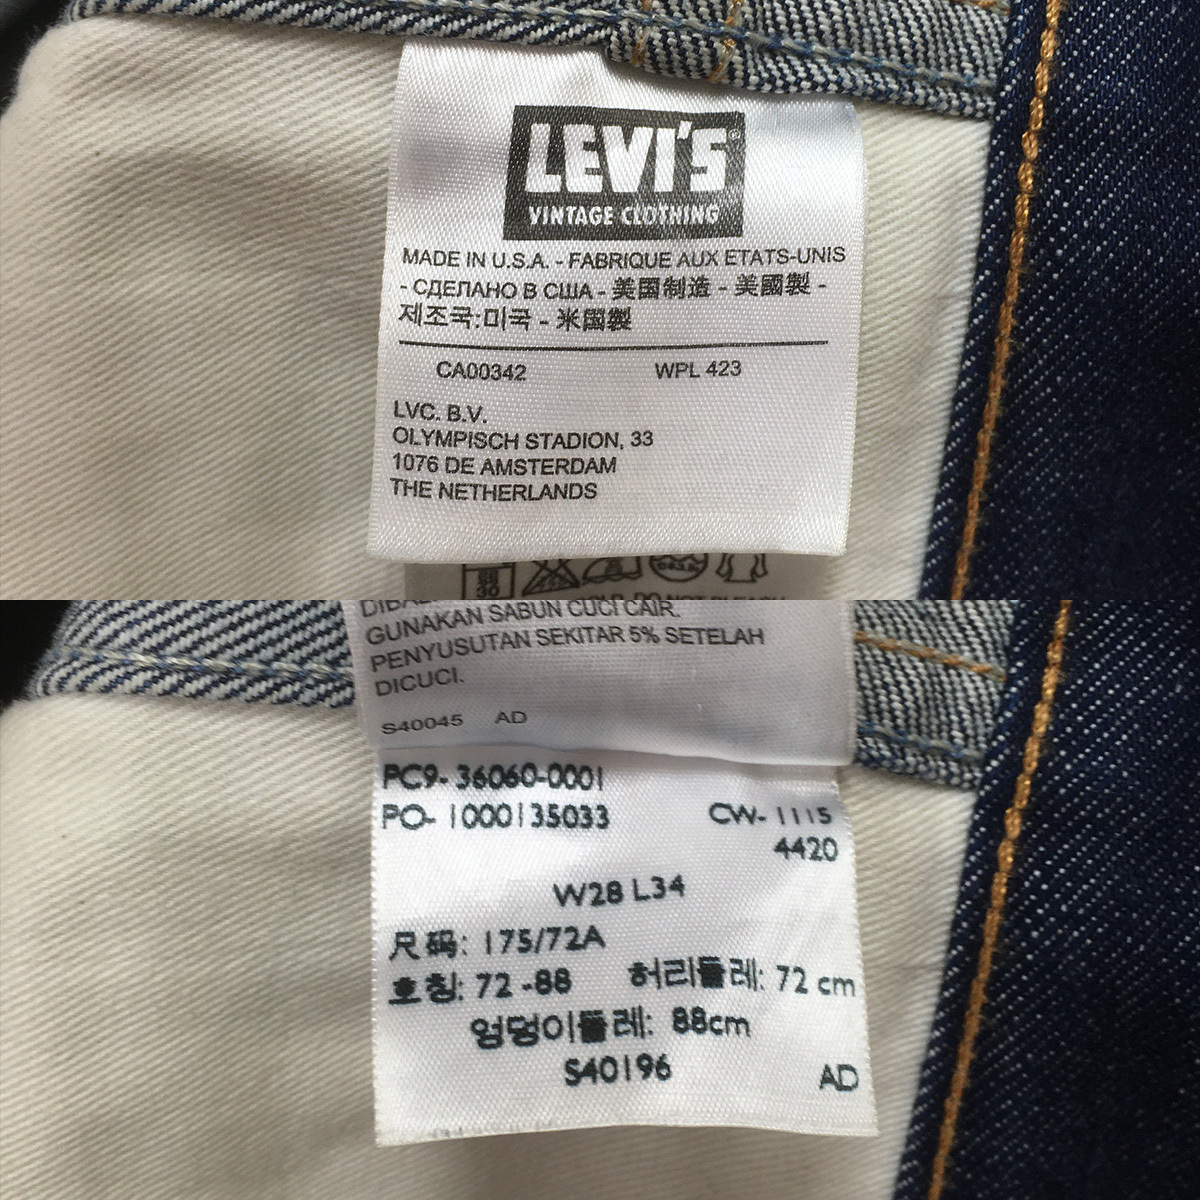 LEVI'S®
VINTAGE CLOTHING
MADE IN U.S.A. - FABRIQUE AUX ETATS-UNIS
- СДЕЛАНО В США - 美国制造 - 美國製 -
제조국:미국 - 米国製
CA00342 WPL 423
LVC. B.V.
OLYMPISCH STADION, 33
1076 DE AMSTERDAM
THE NETHERLANDS
GUNAKAN SABUN CUCI CAIR.
PENYUSUTAN SEKITAR 5% SETELAH
DICUCI.
S40045 AD
PC9- 36060-0001
PO- 1000135033 CW- 1115
4420
W28 L34
尺码: 175/72A
호칭: 72 -88 허리둘레: 72 cm
엉덩이둘레: 88cm
S40196 AD